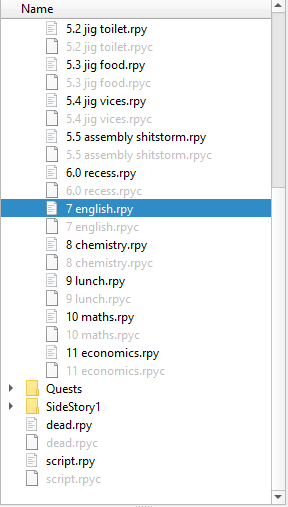 Name
5.2 jig toilet.rpy
5.2 jig toilet.rpyc
5.3 jig food.rpy
5.3 jig food.rpyc
5.4 jig vices.rpy
5.4 jig vices.rpyc
5.5 assembly shitstorm.rpy
5.5 assembly shitstorm.rpyc
6.0 recess.rpy
6.0 recess.rpyc
7 english.rpy
7 english.rpyc
8 chemistry.rpy
8 chemistry.rpyc
9 lunch.rpy
9 lunch.rpyc
10 maths.rpy
10 maths.rpyc
11 economics.rpy
11 economics.rpyc
Quests
SideStory1
dead.rpy
dead.rpyc
script.rpy
script.rpyc